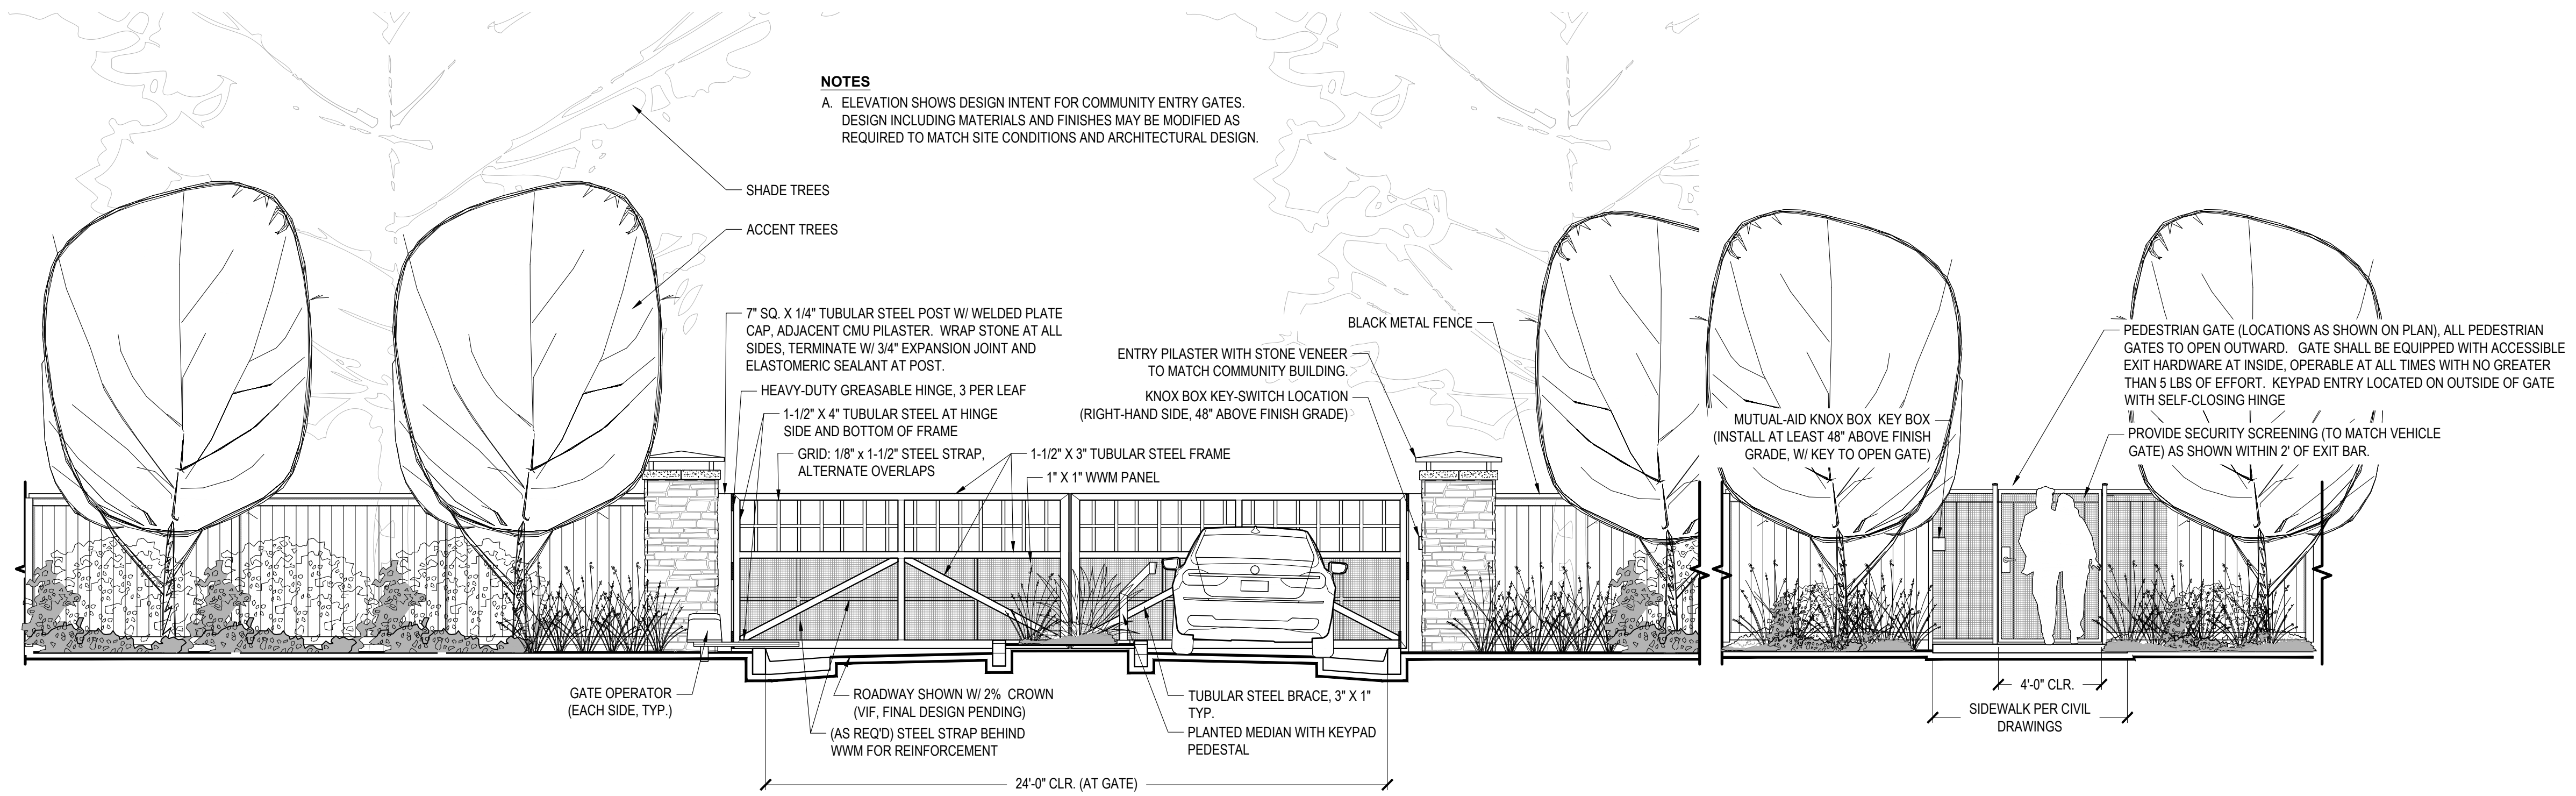 NOTES
A. ELEVATION SHOWS DESIGN INTENT FOR COMMUNITY ENTRY GATES.
DESIGN INCLUDING MATERIALS AND FINISHES MAY BE MODIFIED AS
REQUIRED TO MATCH SITE CONDITIONS AND ARCHITECTURAL DESIGN.
SHADE TREES
ACCENT TREES
7" SQ. X 1/4" TUBULAR STEEL POST W/ WELDED PLATE
CAP, ADJACENT CMU PILASTER. WRAP STONE AT ALL
SIDES, TERMINATE W/ 3/4" EXPANSION JOINT AND
ELASTOMERIC SEALANT AT POST.
HEAVY-DUTY GREASABLE HINGE, 3 PER LEAF
1-1/2" X 4" TUBULAR STEEL AT HINGE
SIDE AND BOTTOM OF FRAME
GRID: 1/8" x 1-1/2" STEEL STRAP,
ALTERNATE OVERLAPS
1-1/2" X 3" TUBULAR STEEL FRAME
1" X 1" WWM PANEL
BLACK METAL FENCE
ENTRY PILASTER WITH STONE VENEER
TO MATCH COMMUNITY BUILDING.
KNOX BOX KEY-SWITCH LOCATION
(RIGHT-HAND SIDE, 48" ABOVE FINISH GRADE)
PEDESTRIAN GATE (LOCATIONS AS SHOWN ON PLAN), ALL PEDESTRIAN
GATES TO OPEN OUTWARD. GATE SHALL BE EQUIPPED WITH ACCESSIBLE
EXIT HARDWARE AT INSIDE, OPERABLE AT ALL TIMES WITH NO GREATER
THAN 5 LBS OF EFFORT. KEYPAD ENTRY LOCATED ON OUTSIDE OF GATE
WITH SELF-CLOSING HINGE
MUTUAL-AID KNOX BOX KEY BOX
(INSTALL AT LEAST 48" ABOVE FINISH
GRADE, W/ KEY TO OPEN GATE)
PROVIDE SECURITY SCREENING (TO MATCH VEHICLE
GATE) AS SHOWN WITHIN 2' OF EXIT BAR.
GATE OPERATOR
(EACH SIDE, TYP.)
ROADWAY SHOWN W/ 2% CROWN
(VIF, FINAL DESIGN PENDING)
(AS REQ'D) STEEL STRAP BEHIND
WWM FOR REINFORCEMENT
TUBULAR STEEL BRACE, 3" X 1"
TYP.
PLANTED MEDIAN WITH KEYPAD
PEDESTAL
24'-0" CLR. (AT GATE)
4'-0" CLR.
SIDEWALK PER CIVIL
DRAWINGS